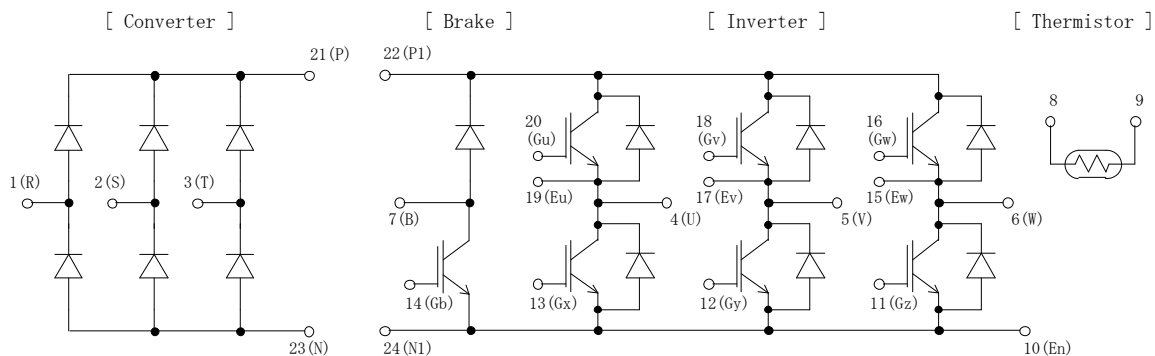 [ Converter ]
[ Brake ]
[ Inverter ]
[ Thermistor ]
21(P)
22(P1)
20
(Gu)
18
(Gv)
16
(Gw)
8
9
1(R)
2(S)
3(T)
7(B)
19(Eu)
4(U)
17(Ev)
5(V)
15(Ew)
6(W)
14(Gb)
13(Gx)
12(Gy)
11(Gz)
23(N)
24(N1)
10(En)